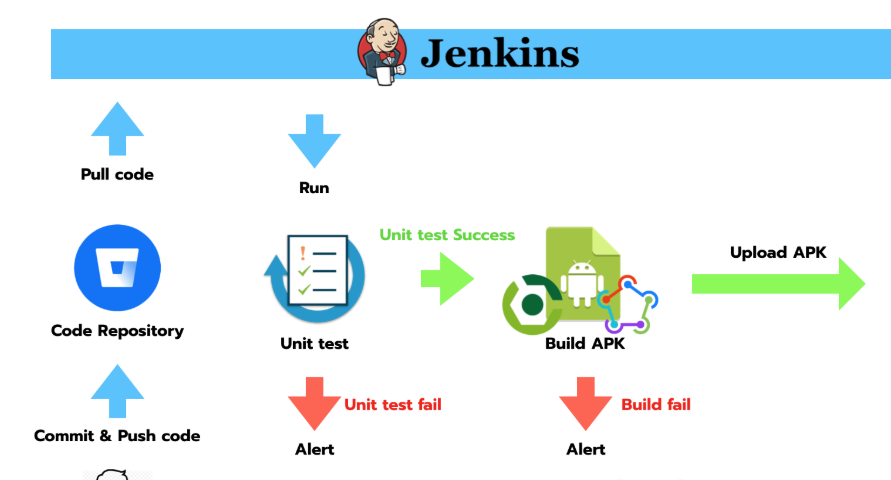 Jenkins
Pull code
Run
Unit test Success
Upload APK
Code Repository
Unit test
Build APK
Unit test fail
Build fail
Commit & Push code
Alert
Alert